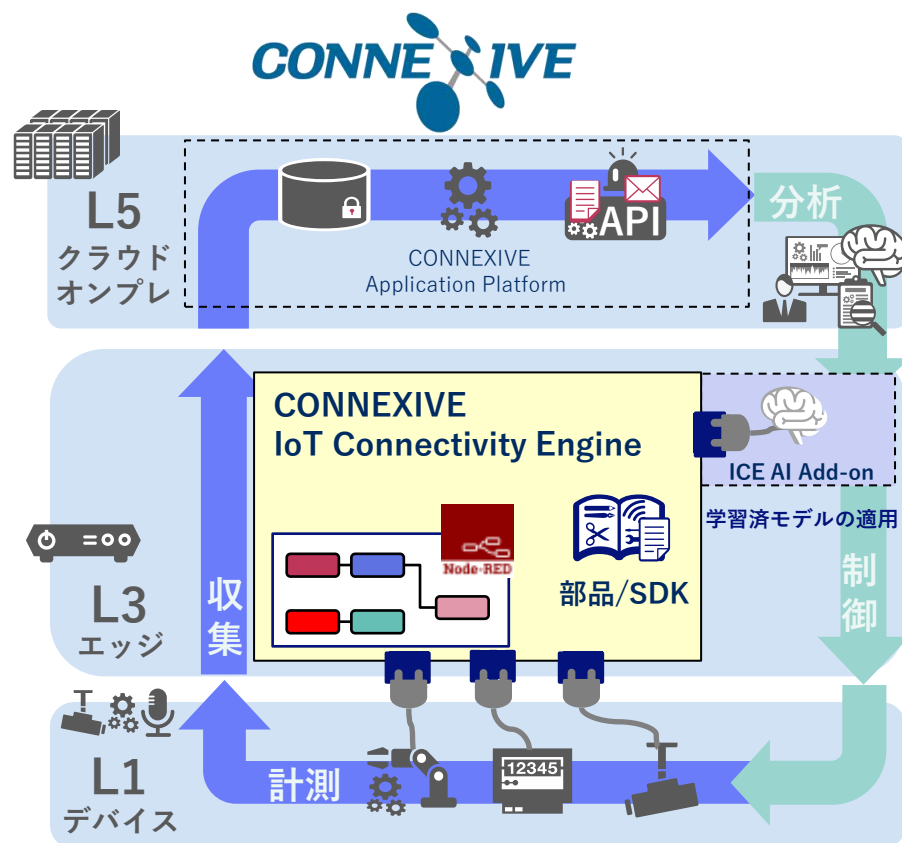 CONNEXIVE
L5
クラウド
オンプレ
API
CONNEXIVE
Application Platform
分析
CONNEXIVE
IoT Connectivity Engine
ICE AI Add-on
学習済モデルの適用
Node-RED
部品/SDK
L3
エッジ
収集
制御
L1
デバイス
計測
12345